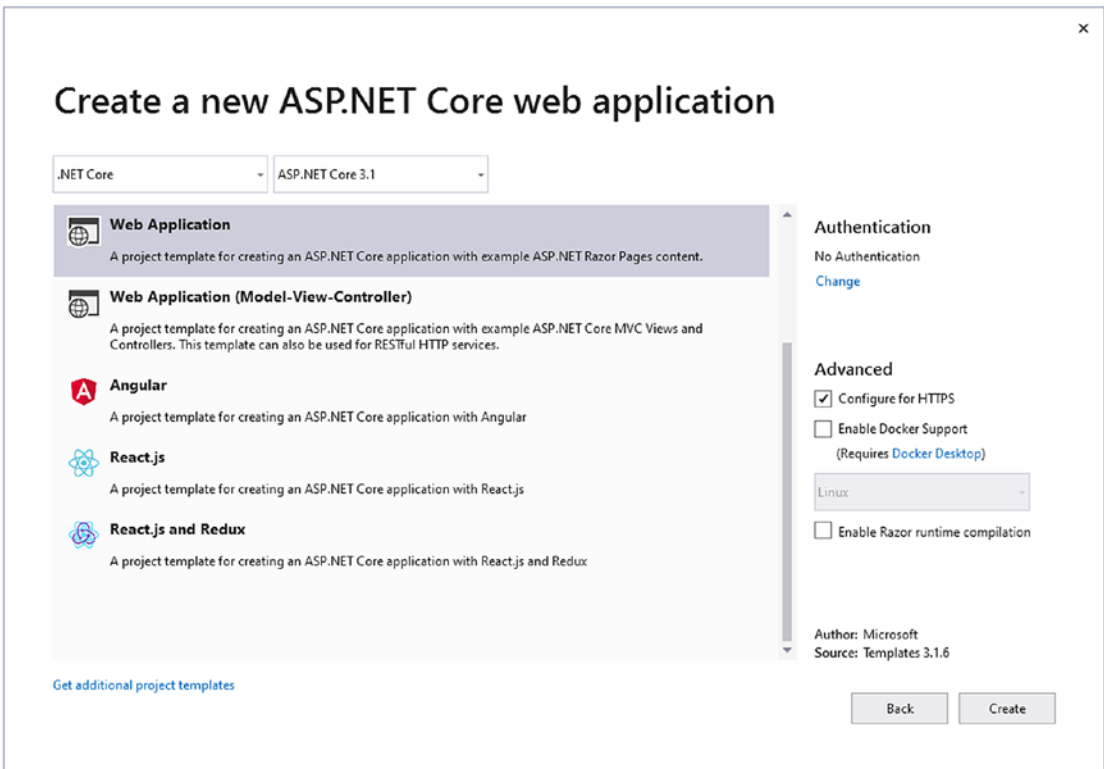 Create a new ASP.NET Core web application
.NET Core
ASP.NET Core 3.1
Web Application
A project template for creating an ASP.NET Core application with example ASP.NET Razor Pages content.
Web Application (Model-View-Controller)
A project template for creating an ASP.NET Core application with example ASP.NET Core MVC Views and
Controllers. This template can also be used for RESTful HTTP services.
Angular
A project template for creating an ASP.NET Core application with Angular
React.js
A project template for creating an ASP.NET Core application with React.js
React.js and Redux
A project template for creating an ASP.NET Core application with React.js and Redux
Get additional project templates
Authentication
No Authentication
Change
Advanced
Configure for HTTPS
Enable Docker Support
(Requires Docker Desktop)
Linux
Enable Razor runtime compilation
Author: Microsoft
Source: Templates 3.1.6
Back
Create